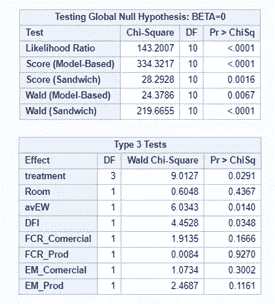 Testing Global Null Hypothesis: BETA=0
Test Chi-Square DF Pr > ChiSq
Likelihood Ratio 143.2007 10 <.0001
Score (Model-Based) 334.3217 10 <.0001
Score (Sandwich) 28.2928 10 0.0016
Wald (Model-Based) 24.3786 10 0.0067
Wald (Sandwich) 219.6655 10 <.0001
Type 3 Tests
Effect DF Wald Chi-Square Pr > ChiSq
treatment 3 9.0127 0.0291
Room 1 0.6048 0.4367
avEW 1 6.0343 0.0140
DFI 1 4.4528 0.0348
FCR_Comercial 1 1.9135 0.1666
FCR_Prod 1 0.0084 0.9270
EM_Comercial 1 1.0734 0.3002
EM_Prod 1 2.4687 0.1161